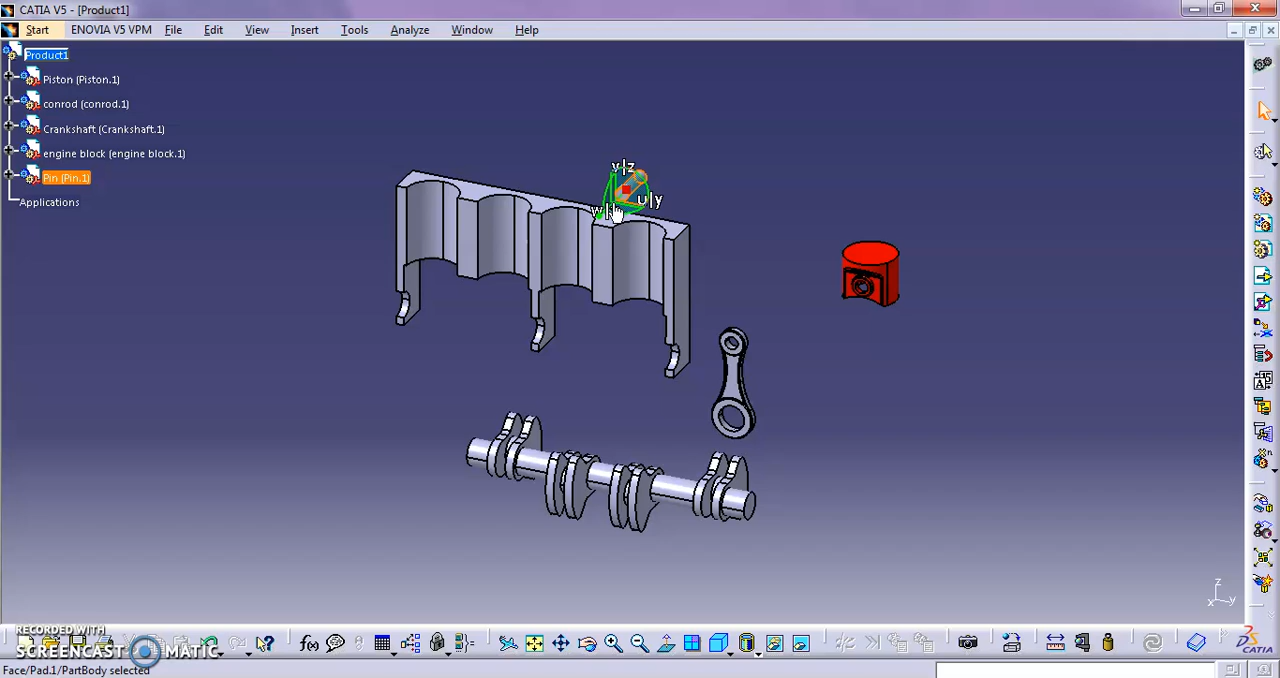 CATIA V5 - [Product1]
Start ENOVIA V5 VPM File Edit View Insert Tools Analyze Window Help
Product1
Piston (Piston.1)
conrod (conrod.1)
Crankshaft (Crankshaft.1)
engine block (engine block.1)
Pin (Pin.1)
Applications
v|z
u|y
w|
z
x y
RECORDED WITH
SCREENCAST MATIC
f(x)
CATIA
Face/Pad.1/PartBody selected